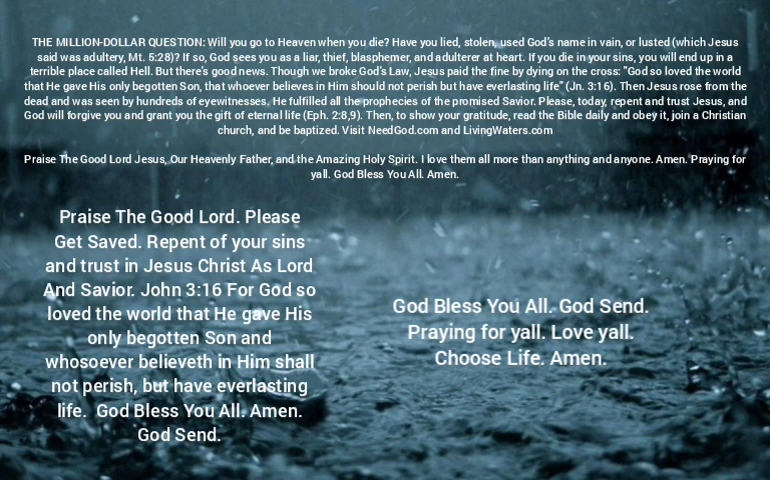 THE MILLION-DOLLAR QUESTION: Will you go to Heaven when you die? Have you lied, stolen, used God's name in vain, or lusted (which Jesus
said was adultery, Mt. 5:28)? If so, God sees you as a liar, thief, blasphemer, and adulterer at heart. If you die in your sins, you will end up in a
terrible place called Hell. But there's good news. Though we broke God's Law, Jesus paid the fine by dying on the cross: "God so loved the world
that He gave His only begotten Son, that whoever believes in Him should not perish but have everlasting life" (Jn. 3:16). Then Jesus rose from the
dead and was seen by hundreds of eyewitnesses. He fulfilled all the prophecies of the promised Savior. Please, today, repent and trust Jesus, and
God will forgive you and grant you the gift of eternal life (Eph. 2:8,9). Then, to show your gratitude, read the Bible daily and obey it, join a Christian
church, and be baptized. Visit NeedGod.com and LivingWaters.com
Praise The Good Lord Jesus, Our Heavenly Father, and the Amazing Holy Spirit. I love them all more than anything and anyone. Amen. Praying for
yall. God Bless You All. Amen.
Praise The Good Lord. Please
Get Saved. Repent of your sins
and trust in Jesus Christ As Lord
And Savior. John 3:16 For God so
loved the world that He gave His
only begotten Son and
whosoever believeth in Him shall
not perish, but have everlasting
life.  God Bless You All. Amen.
God Send.
God Bless You All. God Send.
Praying for yall. Love yall.
Choose Life. Amen.